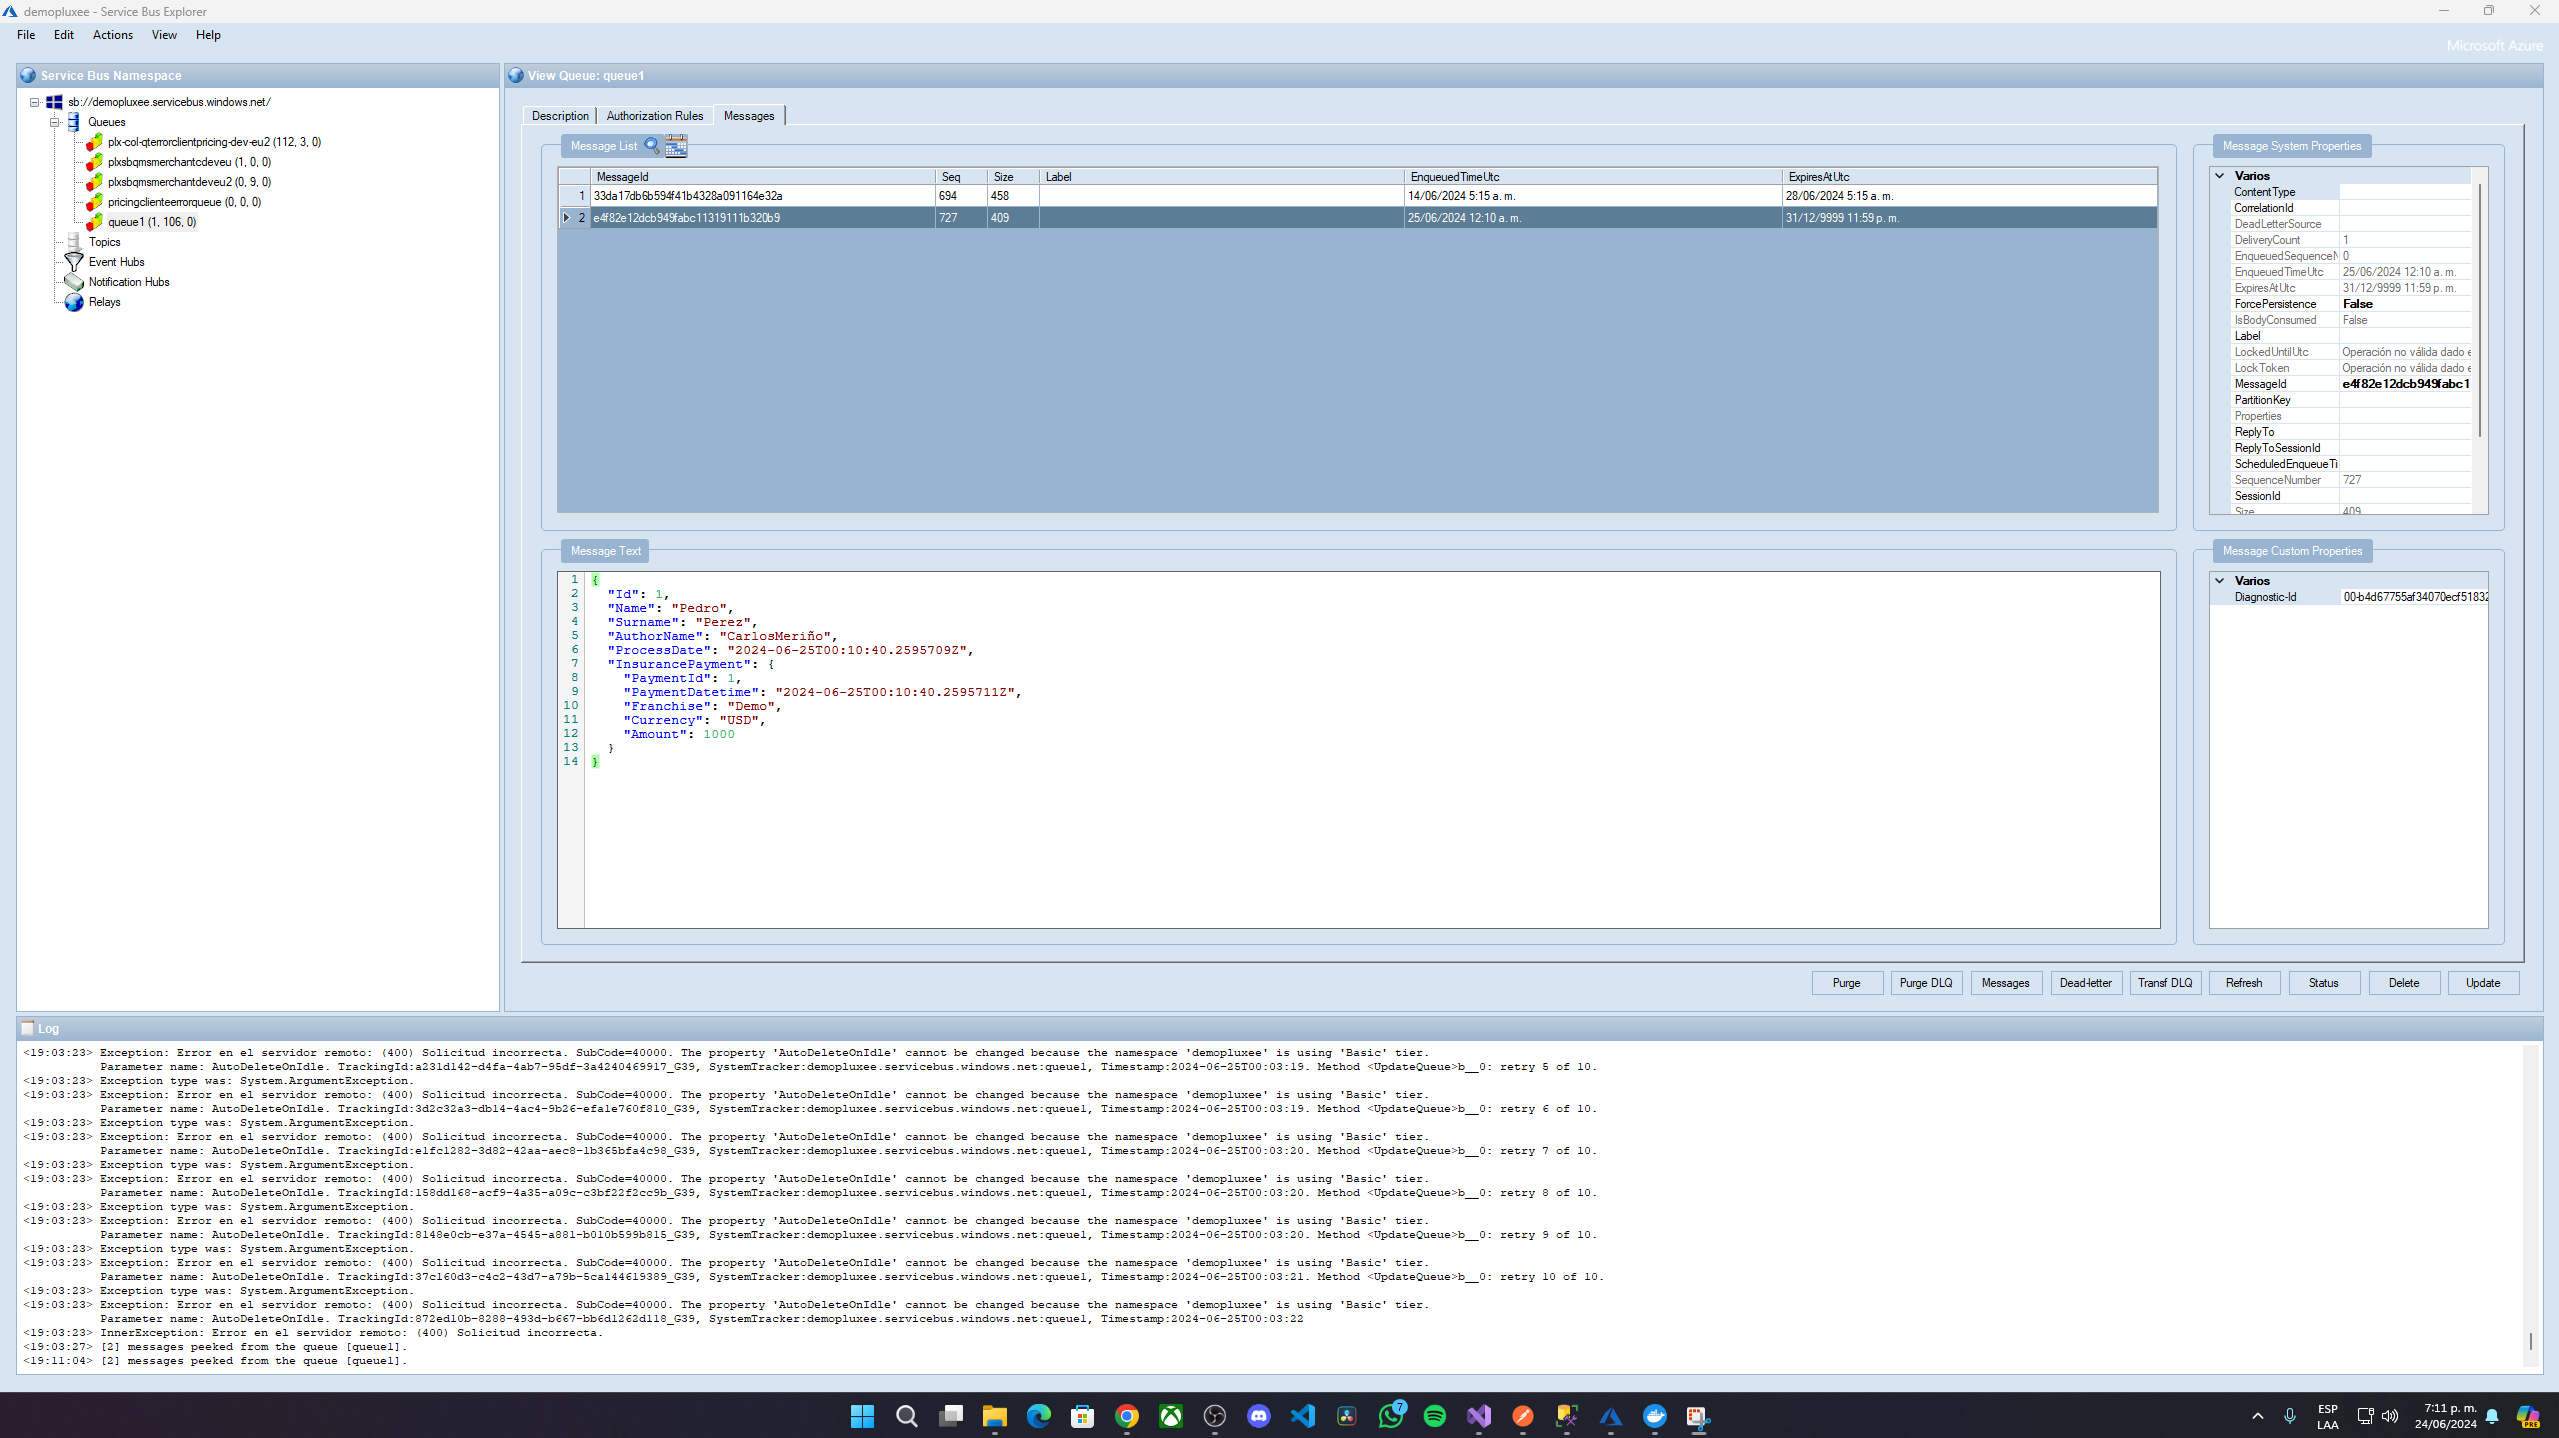 demopluxee - Service Bus Explorer
File Edit Actions View Help
Microsoft Azure
Service Bus Namespace
sb://demopluxee.servicebus.windows.net/
Queues
plx-col-qterrorclientpricing-dev-eu2 (112, 3, 0)
plxsbqmsmerchantcdeveu (1, 0, 0)
plxsbqmsmerchantdeveu2 (0, 9, 0)
pricingclienteerrorqueue (0, 0, 0)
queue1 (1, 106, 0)
Topics
Event Hubs
Notification Hubs
Relays
View Queue: queue1
Description Authorization Rules Messages
Message List
MessageId Seq Size Label EnqueuedTimeUtc ExpiresAtUtc
1 33da17db6b594f41b4328a091164e32a 694 458 14/06/2024 5:15 a. m. 28/06/2024 5:15 a. m.
2 e4f82e12dcb949fabc11319111b320b9 727 409 25/06/2024 12:10 a. m. 31/12/9999 11:59 p. m.
Message System Properties
Varios
ContentType
CorrelationId
DeadLetterSource
DeliveryCount 1
EnqueuedSequenceN 0
EnqueuedTimeUtc 25/06/2024 12:10 a. m.
ExpiresAtUtc 31/12/9999 11:59 p. m.
ForcePersistence False
IsBodyConsumed False
Label
LockedUntilUtc Operación no válida dado e
LockToken Operación no válida dado e
MessageId e4f82e12dcb949fabc1
PartitionKey
Properties
ReplyTo
ReplyToSessionId
ScheduledEnqueueTi
SequenceNumber 727
SessionId
Size 409
Message Text
1 {
2 "Id": 1,
3 "Name": "Pedro",
4 "Surname": "Perez",
5 "AuthorName": "CarlosMeriño",
6 "ProcessDate": "2024-06-25T00:10:40.2595709Z",
7 "InsurancePayment": {
8 "PaymentId": 1,
9 "PaymentDatetime": "2024-06-25T00:10:40.2595711Z",
10 "Franchise": "Demo",
11 "Currency": "USD",
12 "Amount": 1000
13 }
14 }
Message Custom Properties
Varios
Diagnostic-Id 00-b4d67755af34070ecf51832
Purge Purge DLQ Messages Dead-letter Transf DLQ Refresh Status Delete Update
Log
<19:03:23> Exception: Error en el servidor remoto: (400) Solicitud incorrecta. SubCode=40000. The property 'AutoDeleteOnIdle' cannot be changed because the namespace 'demopluxee' is using 'Basic' tier.
Parameter name: AutoDeleteOnIdle. TrackingId:a231d142-d4fa-4ab7-95df-3a4240469917_G39, SystemTracker:demopluxee.servicebus.windows.net:queue1, Timestamp:2024-06-25T00:03:19. Method <UpdateQueue>b__0: retry 5 of 10.
<19:03:23> Exception type was: System.ArgumentException.
<19:03:23> Exception: Error en el servidor remoto: (400) Solicitud incorrecta. SubCode=40000. The property 'AutoDeleteOnIdle' cannot be changed because the namespace 'demopluxee' is using 'Basic' tier.
Parameter name: AutoDeleteOnIdle. TrackingId:3d2c32a3-db14-4ac4-9b26-efa1e760f810_G39, SystemTracker:demopluxee.servicebus.windows.net:queue1, Timestamp:2024-06-25T00:03:19. Method <UpdateQueue>b__0: retry 6 of 10.
<19:03:23> Exception type was: System.ArgumentException.
<19:03:23> Exception: Error en el servidor remoto: (400) Solicitud incorrecta. SubCode=40000. The property 'AutoDeleteOnIdle' cannot be changed because the namespace 'demopluxee' is using 'Basic' tier.
Parameter name: AutoDeleteOnIdle. TrackingId:e1fc1282-3d82-42aa-aec8-1b365bfa4c98_G39, SystemTracker:demopluxee.servicebus.windows.net:queue1, Timestamp:2024-06-25T00:03:20. Method <UpdateQueue>b__0: retry 7 of 10.
<19:03:23> Exception type was: System.ArgumentException.
<19:03:23> Exception: Error en el servidor remoto: (400) Solicitud incorrecta. SubCode=40000. The property 'AutoDeleteOnIdle' cannot be changed because the namespace 'demopluxee' is using 'Basic' tier.
Parameter name: AutoDeleteOnIdle. TrackingId:158dd168-acf9-4a35-a09c-c3bf22f2cc9b_G39, SystemTracker:demopluxee.servicebus.windows.net:queue1, Timestamp:2024-06-25T00:03:20. Method <UpdateQueue>b__0: retry 8 of 10.
<19:03:23> Exception type was: System.ArgumentException.
<19:03:23> Exception: Error en el servidor remoto: (400) Solicitud incorrecta. SubCode=40000. The property 'AutoDeleteOnIdle' cannot be changed because the namespace 'demopluxee' is using 'Basic' tier.
Parameter name: AutoDeleteOnIdle. TrackingId:8148e0cb-e37a-4545-a881-b010b599b815_G39, SystemTracker:demopluxee.servicebus.windows.net:queue1, Timestamp:2024-06-25T00:03:20. Method <UpdateQueue>b__0: retry 9 of 10.
<19:03:23> Exception type was: System.ArgumentException.
<19:03:23> Exception: Error en el servidor remoto: (400) Solicitud incorrecta. SubCode=40000. The property 'AutoDeleteOnIdle' cannot be changed because the namespace 'demopluxee' is using 'Basic' tier.
Parameter name: AutoDeleteOnIdle. TrackingId:37c160d3-c4c2-43d7-a79b-5ca144619389_G39, SystemTracker:demopluxee.servicebus.windows.net:queue1, Timestamp:2024-06-25T00:03:21. Method <UpdateQueue>b__0: retry 10 of 10.
<19:03:23> Exception type was: System.ArgumentException.
<19:03:23> Exception: Error en el servidor remoto: (400) Solicitud incorrecta. SubCode=40000. The property 'AutoDeleteOnIdle' cannot be changed because the namespace 'demopluxee' is using 'Basic' tier.
Parameter name: AutoDeleteOnIdle. TrackingId:872ed10b-8288-493d-b667-bb6d1262d118_G39, SystemTracker:demopluxee.servicebus.windows.net:queue1, Timestamp:2024-06-25T00:03:22
<19:03:23> InnerException: Error en el servidor remoto: (400) Solicitud incorrecta.
<19:03:27> [2] messages peeked from the queue [queue1].
<19:11:04> [2] messages peeked from the queue [queue1].
7
ESP
LAA
7:11 p. m.
24/06/2024
PRE